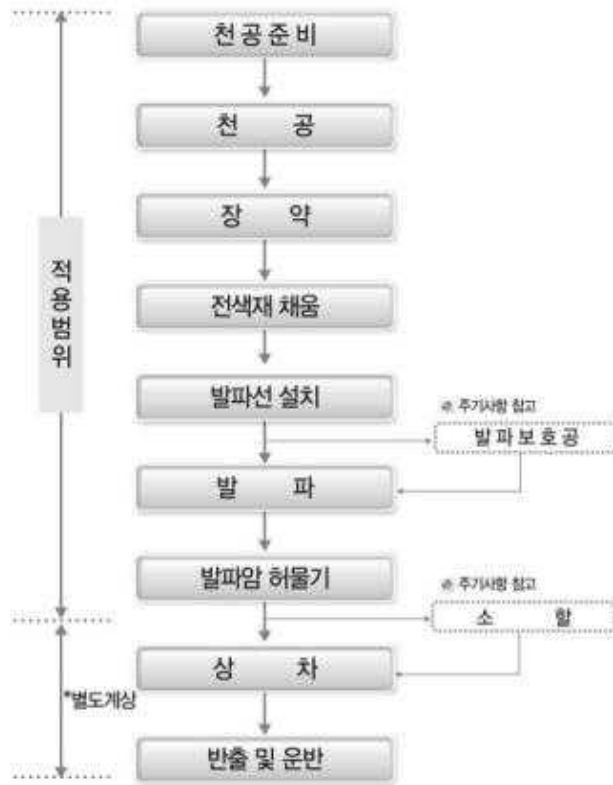 천 공 준 비
천 공
장 약
적용범위
전색재 채움
발파선 설치
※ 주기사항 참고
발 파 보 호 공
발 파
발파암 허물기
※ 주기사항 참고
소 할
상 차
*별도계상
반출 및 운반